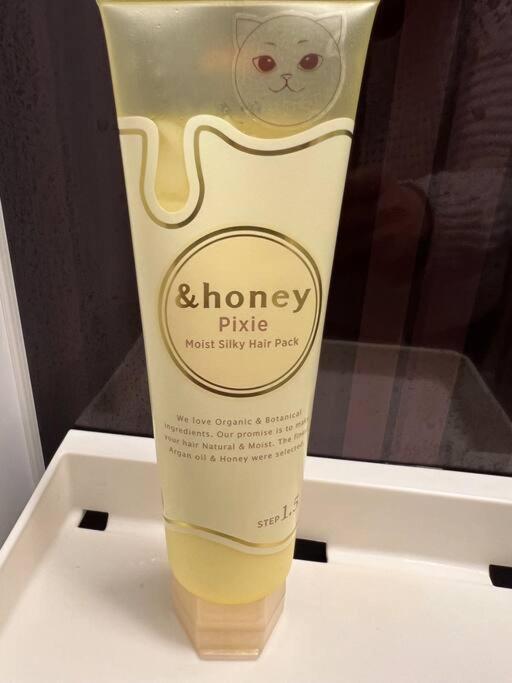 &honey
Pixie
Moist Silky Hair Pack
We love Organic & Botanical
ingredients. Our promise is to make
your hair Natural & Moist. The finest
Argan oil & Honey were selected.
STEP 1.5